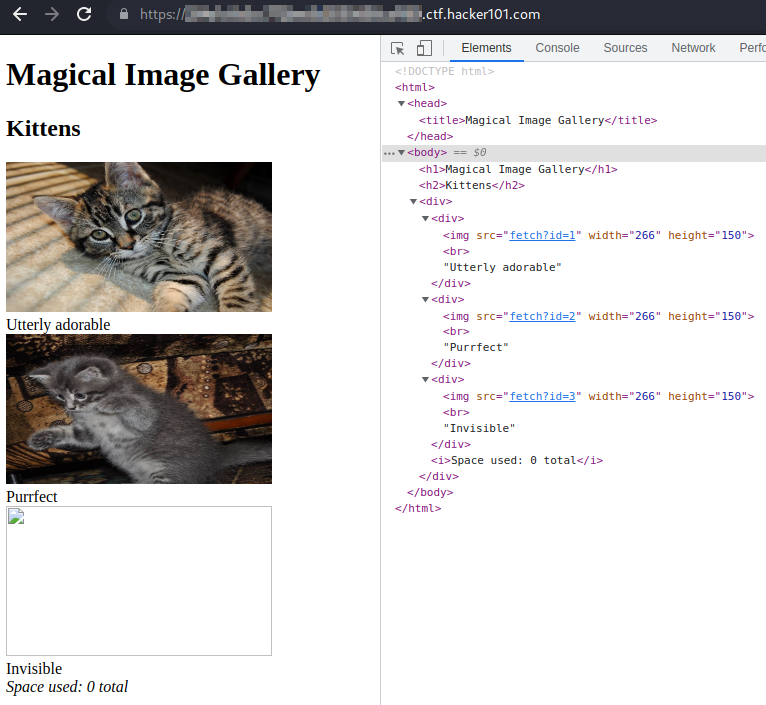 https:// .ctf.hacker101.com
Magical Image Gallery
Kittens
Utterly adorable
Purrfect
Invisible
Space used: 0 total
Elements Console Sources Network Perfo
<!DOCTYPE html>
<html>
<head>
<title>Magical Image Gallery</title>
</head>
<body> == $0
<h1>Magical Image Gallery</h1>
<h2>Kittens</h2>
<div>
<div>
<img src="fetch?id=1" width="266" height="150">
<br>
"Utterly adorable"
</div>
<div>
<img src="fetch?id=2" width="266" height="150">
<br>
"Purrfect"
</div>
<div>
<img src="fetch?id=3" width="266" height="150">
<br>
"Invisible"
</div>
<i>Space used: 0 total</i>
</div>
</body>
</html>